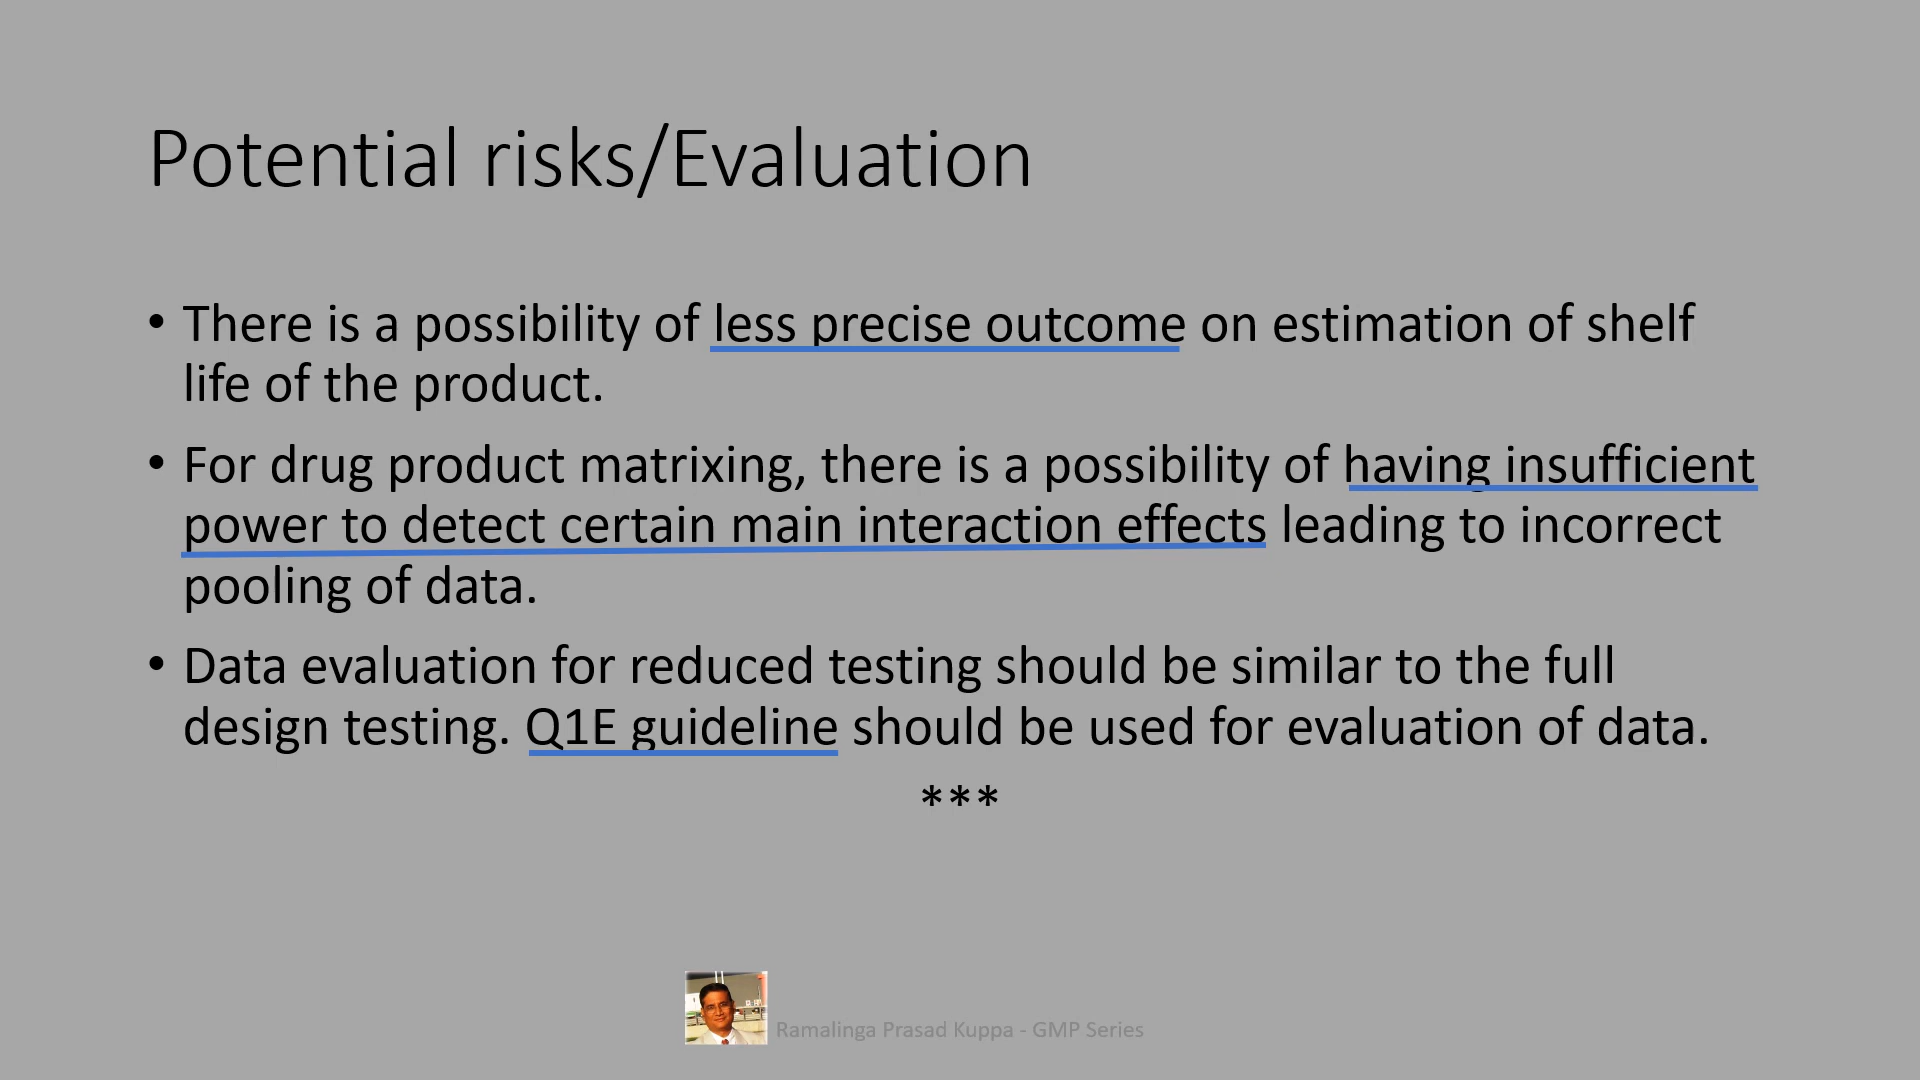 Potential risks/Evaluation
• There is a possibility of less precise outcome on estimation of shelf
life of the product.
• For drug product matrixing, there is a possibility of having insufficient
power to detect certain main interaction effects leading to incorrect
pooling of data.
• Data evaluation for reduced testing should be similar to the full
design testing. Q1E guideline should be used for evaluation of data.
***
Ramalinga Prasad Kuppa - GMP Series